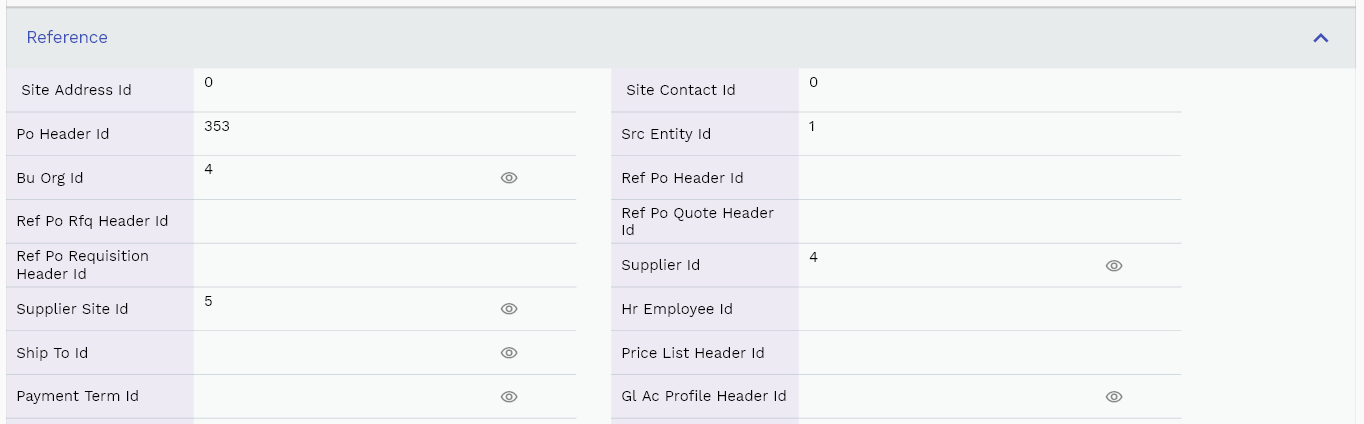 Reference
Site Address Id 0 Site Contact Id 0
Po Header Id 353 Src Entity Id 1
Bu Org Id 4 Ref Po Header Id
Ref Po Rfq Header Id Ref Po Quote Header
Id
Ref Po Requisition
Header Id Supplier Id 4
Supplier Site Id 5 Hr Employee Id
Ship To Id Price List Header Id
Payment Term Id Gl Ac Profile Header Id